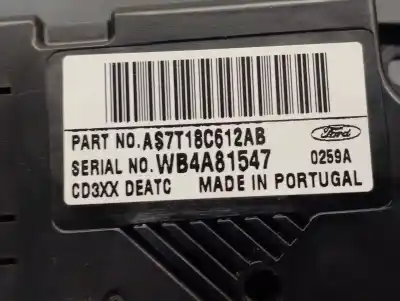 PART NO.AS7T18C612AB
Ford
SERIAL NO.WB4A81547 0259A
CD3XX DEATC MADE IN PORTUGAL